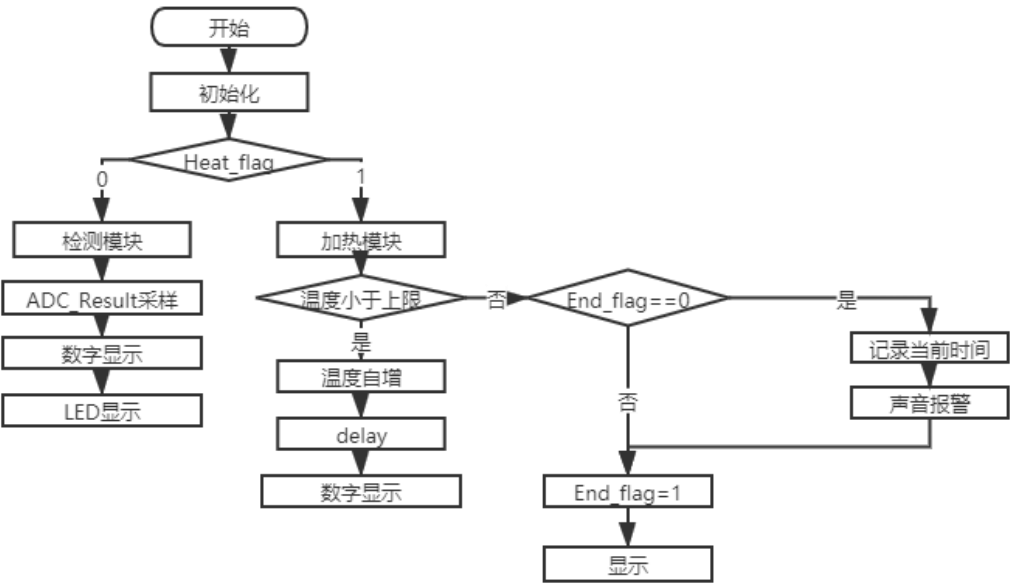 开始
初始化
Heat_flag
0
1
检测模块
加热模块
ADC_Result采样
温度小于上限
否
End_flag==0
是
数字显示
是
记录当前时间
温度自增
LED显示
否
声音报警
delay
数字显示
End_flag=1
显示